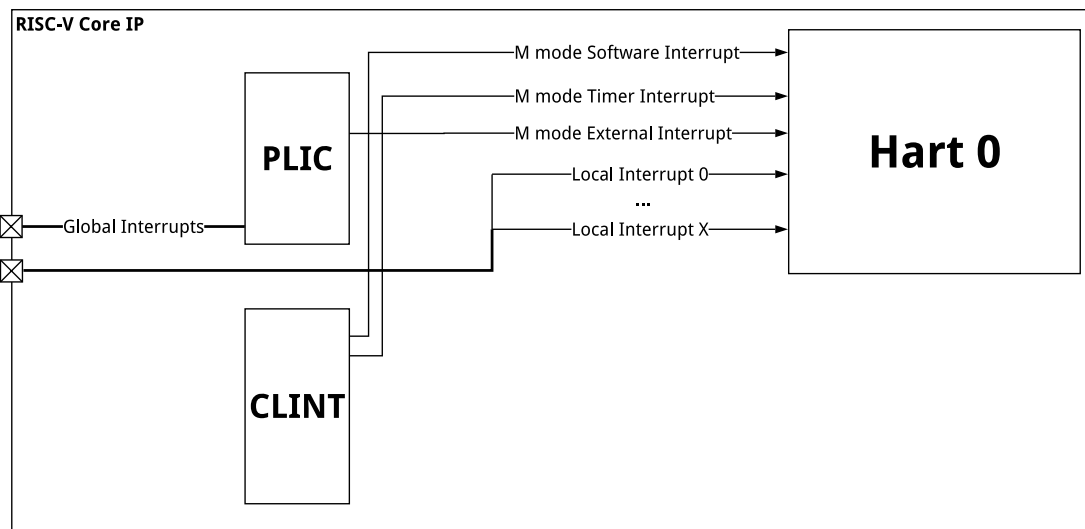 RISC-V Core IP
M mode Software Interrupt
M mode Timer Interrupt
M mode External Interrupt
PLIC
Hart 0
Local Interrupt 0
...
Global Interrupts
Local Interrupt X
CLINT